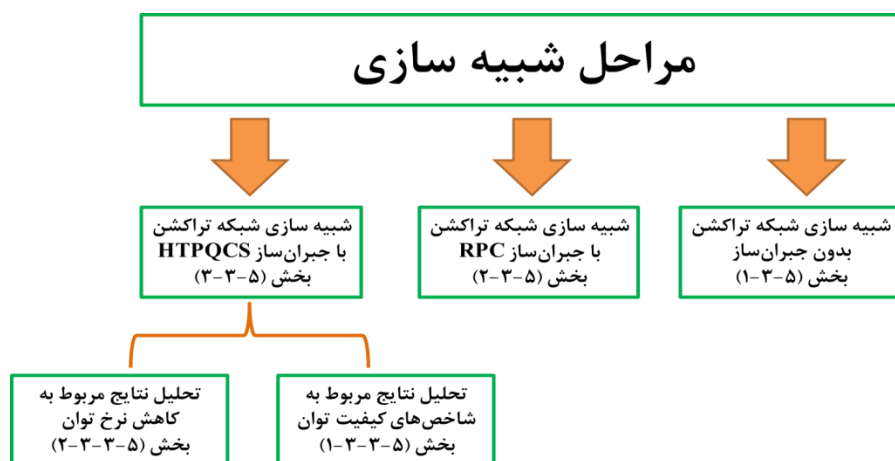 مراحل شبیه سازی
شبیه سازی شبکه تراکشن
بدون جبران‌ساز
بخش (۵-۳-۱)
شبیه سازی شبکه تراکشن
با جبران‌ساز RPC
بخش (۵-۳-۲)
شبیه سازی شبکه تراکشن
با جبران‌ساز HTPQCS
بخش (۵-۳-۳)
تحلیل نتایج مربوط به
شاخص‌های کیفیت توان
بخش (۵-۳-۳-۱)
تحلیل نتایج مربوط به
کاهش نرخ توان
بخش (۵-۳-۳-۲)